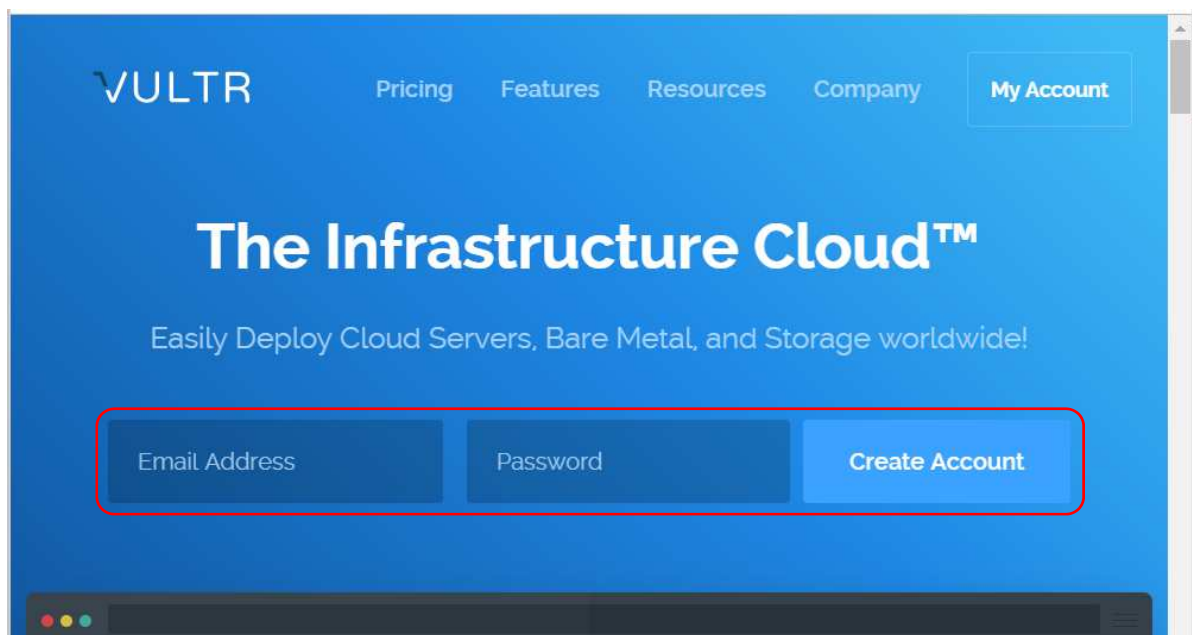 VULTR Pricing Features Resources Company My Account
The Infrastructure Cloud™
Easily Deploy Cloud Servers, Bare Metal, and Storage worldwide!
Email Address Password Create Account